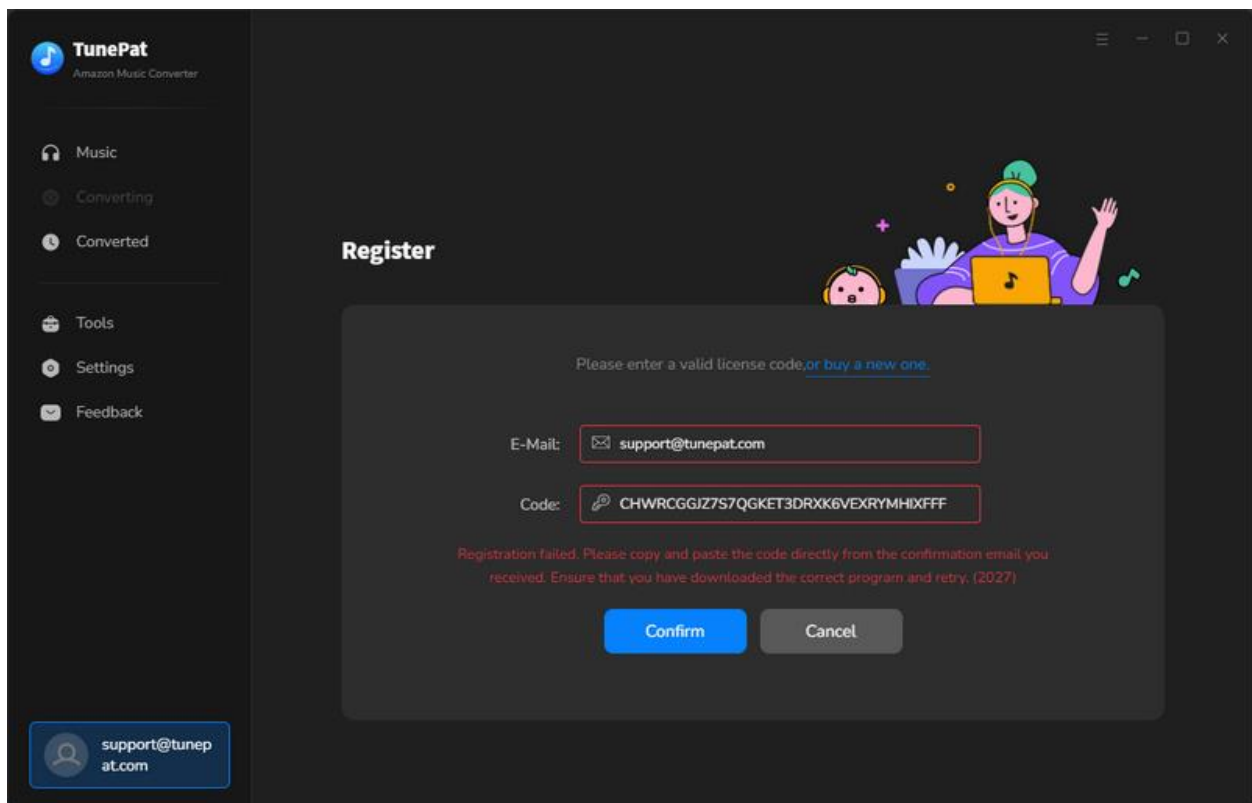 TunePat
Amazon Music Converter
Music
Converting
Converted
Tools
Settings
Feedback
support@tunep
at.com
Register
Please enter a valid license code,or buy a new one.
E-Mail: support@tunepat.com
Code: CHWRCGGJZ7S7QGKET3DRXK6VEXRYMHIXFFF
Registration failed. Please copy and paste the code directly from the confirmation email you
received. Ensure that you have downloaded the correct program and retry. (2027)
Confirm Cancel